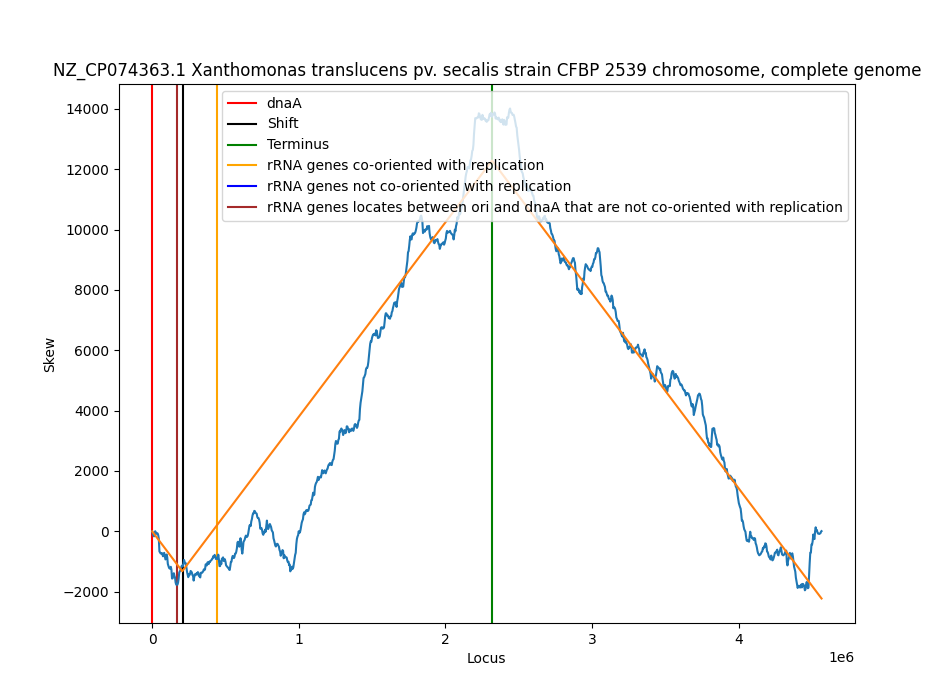 NZ_CP074363.1 Xanthomonas translucens pv. secalis strain CFBP 2539 chromosome, complete genome
dnaA
Shift
Terminus
rRNA genes co-oriented with replication
rRNA genes not co-oriented with replication
rRNA genes locates between ori and dnaA that are not co-oriented with replication
14000
12000
10000
8000
6000
4000
2000
0
−2000
Skew
0 1 2 3 4
Locus
1e6